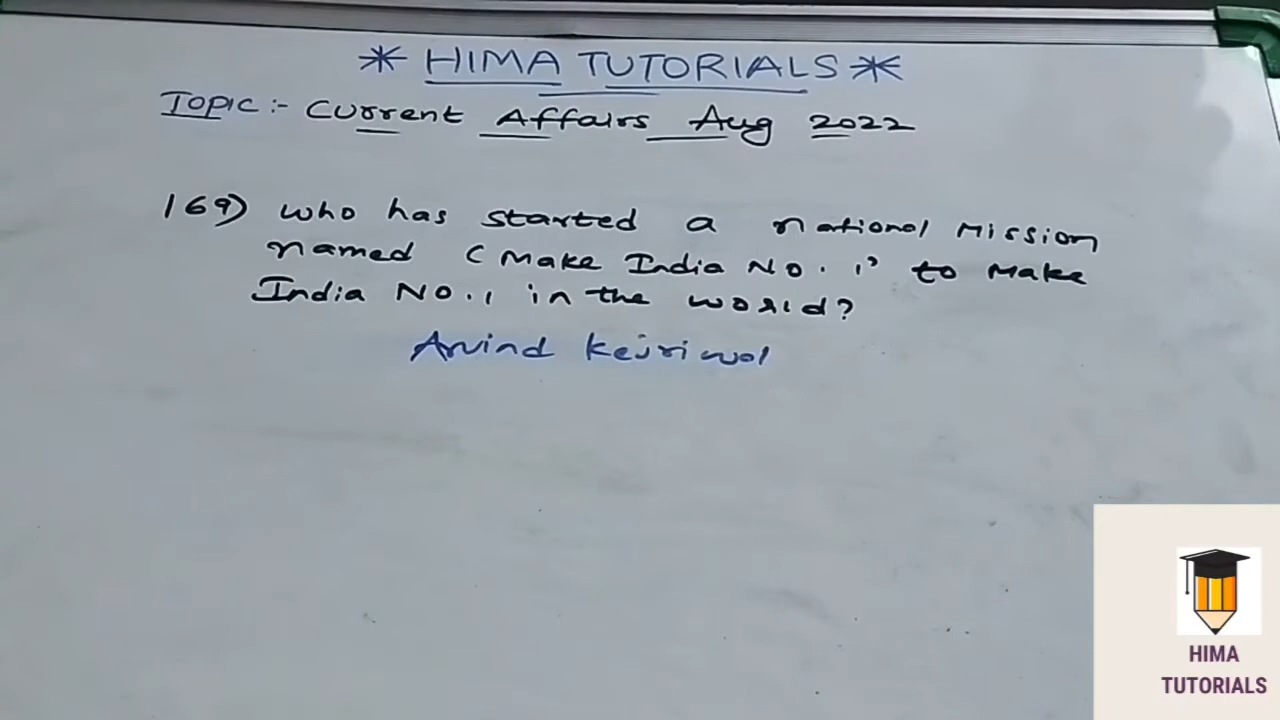 * HIMA TUTORIALS *
TOPIC :- Current Affairs Aug 2022
169) who has started a national Mission
named 'Make India No. 1' to Make
India No. 1 in the world?
Arvind Kejriwal
HIMA
TUTORIALS